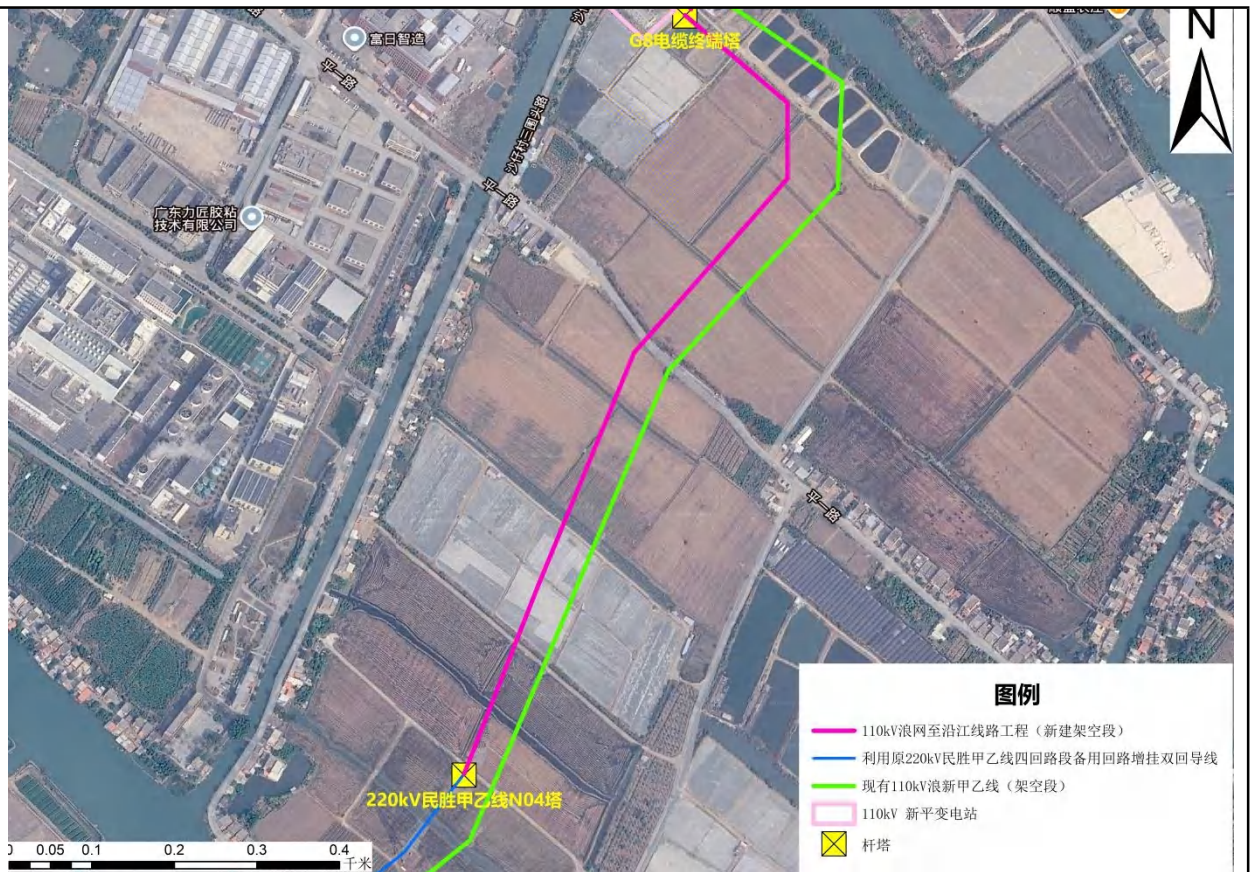 富日智造
G8电缆终端塔
N
平一路
沙仔村三围头路
平一路
广东力匠胶粘
技术有限公司
平一路
220kV民胜甲乙线N04塔
0.05 0.1 0.2 0.3 0.4
千米
图例
110kV浪网至沿江线路工程（新建架空段）
利用原220kV民胜甲乙线四回路段备用回路增挂双回导线
现有110kV浪新甲乙线（架空段）
110kV 新平变电站
杆塔